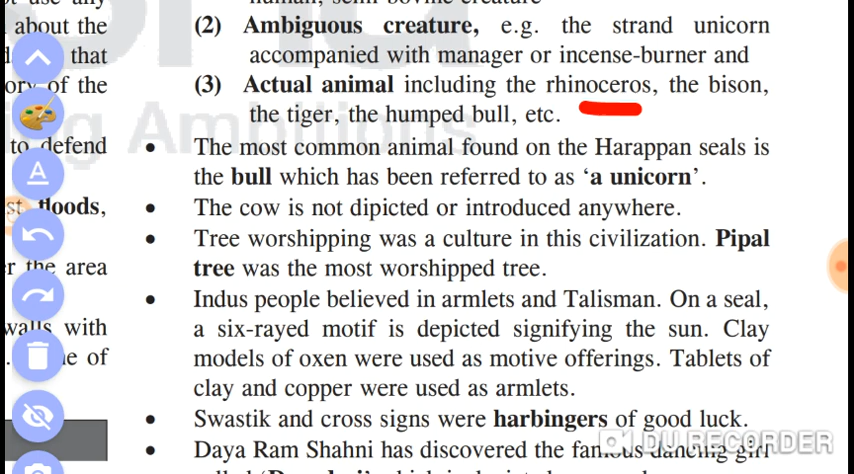 (2) Ambiguous creature, e.g. the strand unicorn
about the
accompanied with manager or incense-burner and
that
(3) Actual animal including the rhinoceros, the bison,
of the
the tiger, the humped bull, etc.
to defend
The most common animal found on the Harappan seals is
the bull which has been referred to as ‘a unicorn’.
floods,
The cow is not dipicted or introduced anywhere.
Tree worshipping was a culture in this civilization. Pipal
the area
tree was the most worshipped tree.
Indus people believed in armlets and Talisman. On a seal,
walls with
a six-rayed motif is depicted signifying the sun. Clay
of
models of oxen were used as motive offerings. Tablets of
clay and copper were used as armlets.
Swastik and cross signs were harbingers of good luck.
DU RECORDER
Daya Ram Shahni has discovered the famous dancing girl